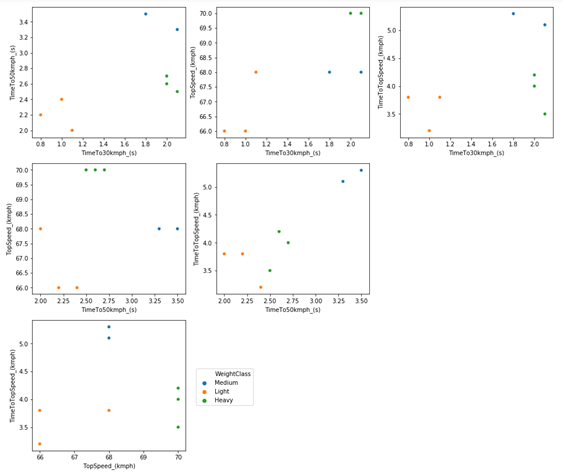 3.4
3.2
3.0
2.8
2.6
2.4
2.2
2.0
TimeTo50kmph_(s)
0.8 1.0 1.2 1.4 1.6 1.8 2.0
TimeTo30kmph_(s)
70.0
69.5
69.0
68.5
68.0
67.5
67.0
66.5
66.0
TopSpeed_(kmph)
0.8 1.0 1.2 1.4 1.6 1.8 2.0
TimeTo30kmph_(s)
5.0
4.5
4.0
3.5
TimeToTopSpeed_(s)
0.8 1.0 1.2 1.4 1.6 1.8 2.0
TimeTo30kmph_(s)
70.0
69.5
69.0
68.5
68.0
67.5
67.0
66.5
66.0
TopSpeed_(kmph)
2.00 2.25 2.50 2.75 3.00 3.25 3.50
TimeTo50kmph_(s)
5.0
4.5
4.0
3.5
TimeToTopSpeed_(s)
2.00 2.25 2.50 2.75 3.00 3.25 3.50
TimeTo50kmph_(s)
5.0
4.5
4.0
3.5
TimeToTopSpeed_(kmph)
66 67 68 69 70
TopSpeed_(kmph)
WeightClass
Medium
Light
Heavy